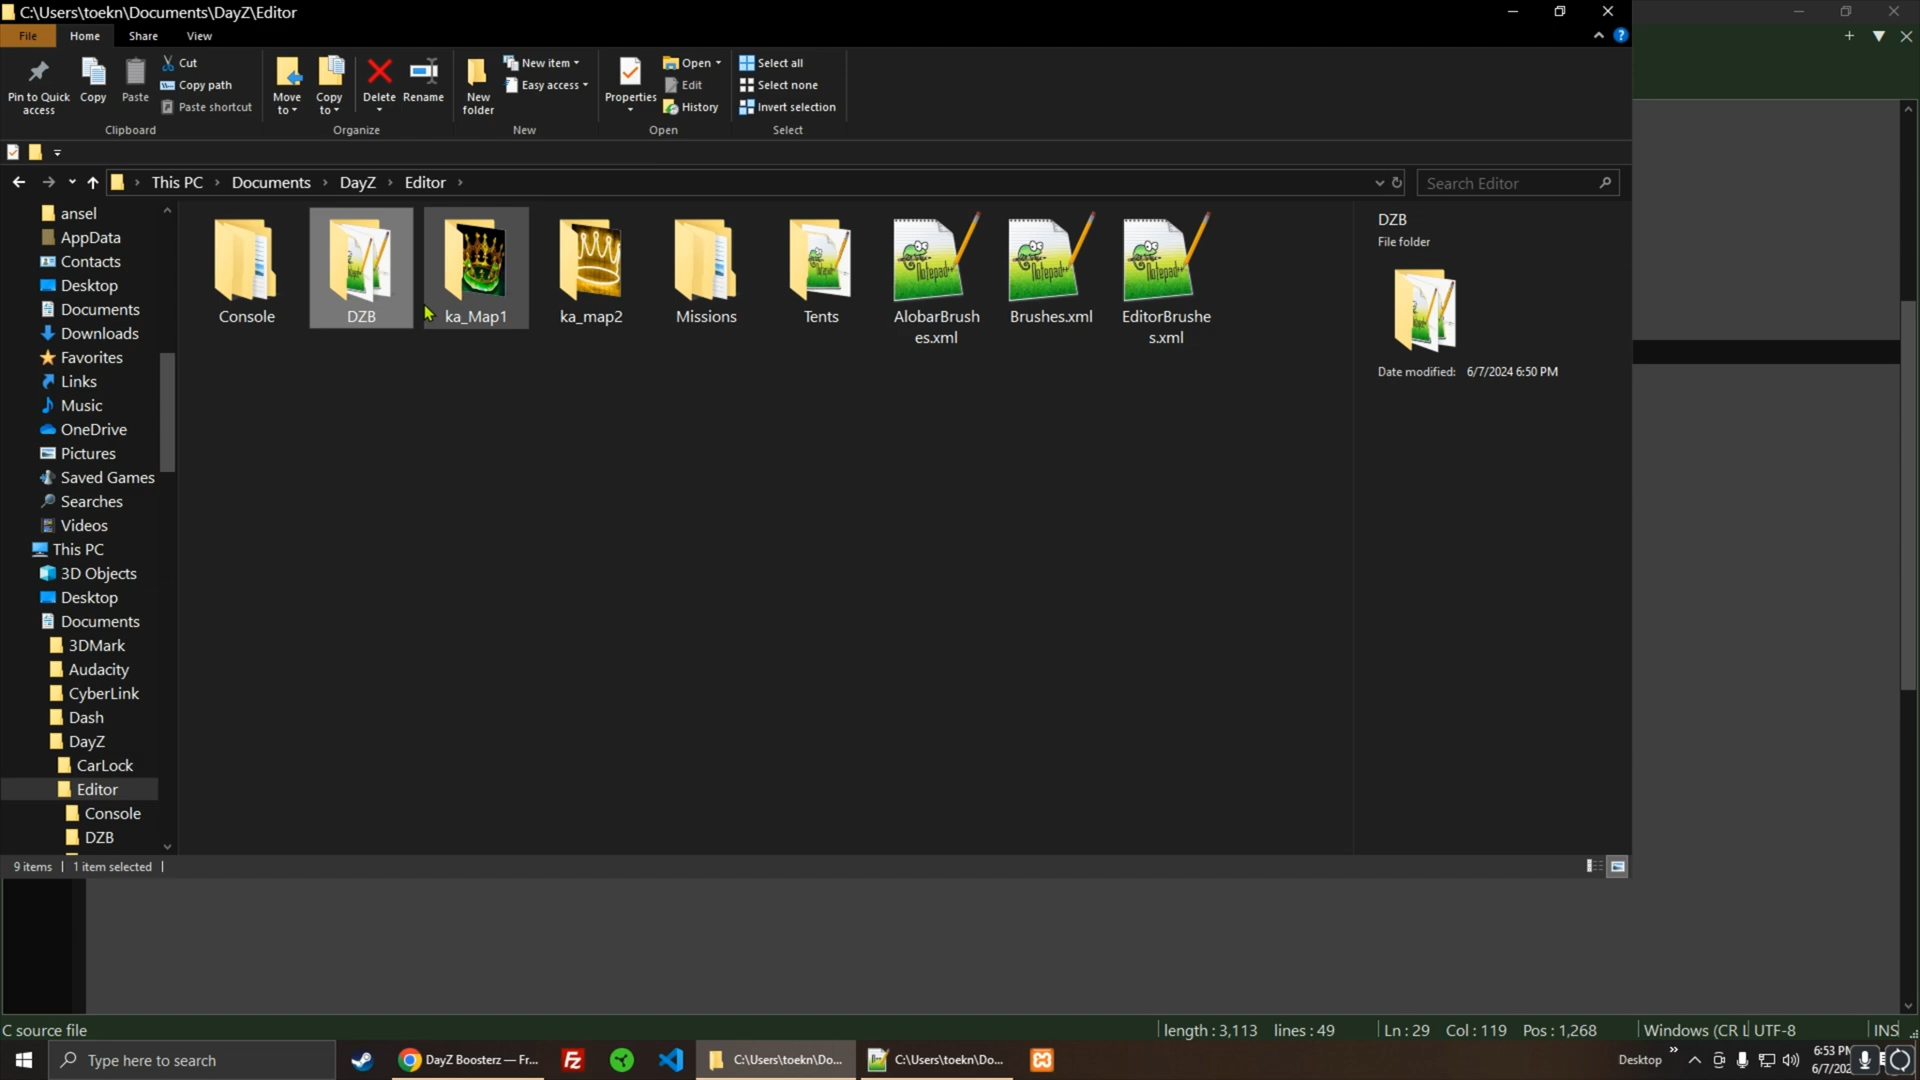 C:\Users\toekn\Documents\DayZ\Editor
File
Home
Share
View
Pin to Quick access
Copy
Paste
Cut
Copy path
Paste shortcut
Clipboard
Move to
Copy to
Delete
Rename
Organize
New folder
New item
Easy access
New
Properties
Open
Edit
History
Open
Select all
Select none
Invert selection
Select
This PC
Documents
DayZ
Editor
Search Editor
ansel
AppData
Contacts
Desktop
Documents
Downloads
Favorites
Links
Music
OneDrive
Pictures
Saved Games
Searches
Videos
This PC
3D Objects
Desktop
Documents
3DMark
Audacity
CyberLink
Dash
DayZ
CarLock
Editor
Console
DZB
Console
DZB
ka_Map1
ka_map2
Missions
Tents
AlobarBrush
es.xml
Brushes.xml
EditorBrushe
s.xml
DZB
File folder
Date modified: 6/7/2024 6:50 PM
9 items
1 item selected
C source file
length : 3,113 lines : 49
Ln : 29 Col : 119 Pos : 1,268
Windows (CR L
UTF-8
INS
Type here to search
DayZ Boosterz — Fr...
C:\Users\toekn\Do...
C:\Users\toekn\Do...
Desktop
6:53 PM